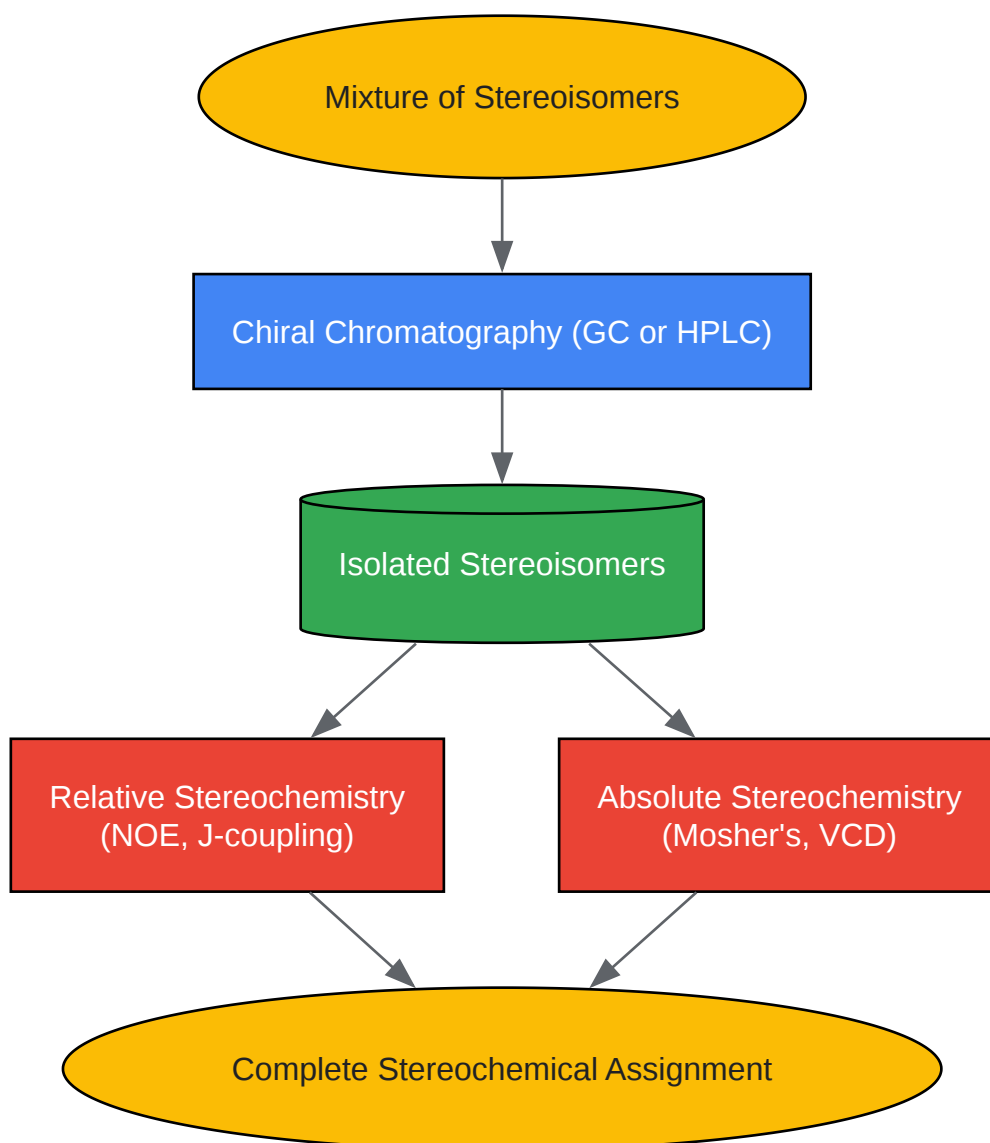 Mixture of Stereoisomers
Chiral Chromatography (GC or HPLC)
Isolated Stereoisomers
Relative Stereochemistry
(NOE, J-coupling)
Absolute Stereochemistry
(Mosher's, VCD)
Complete Stereochemical Assignment